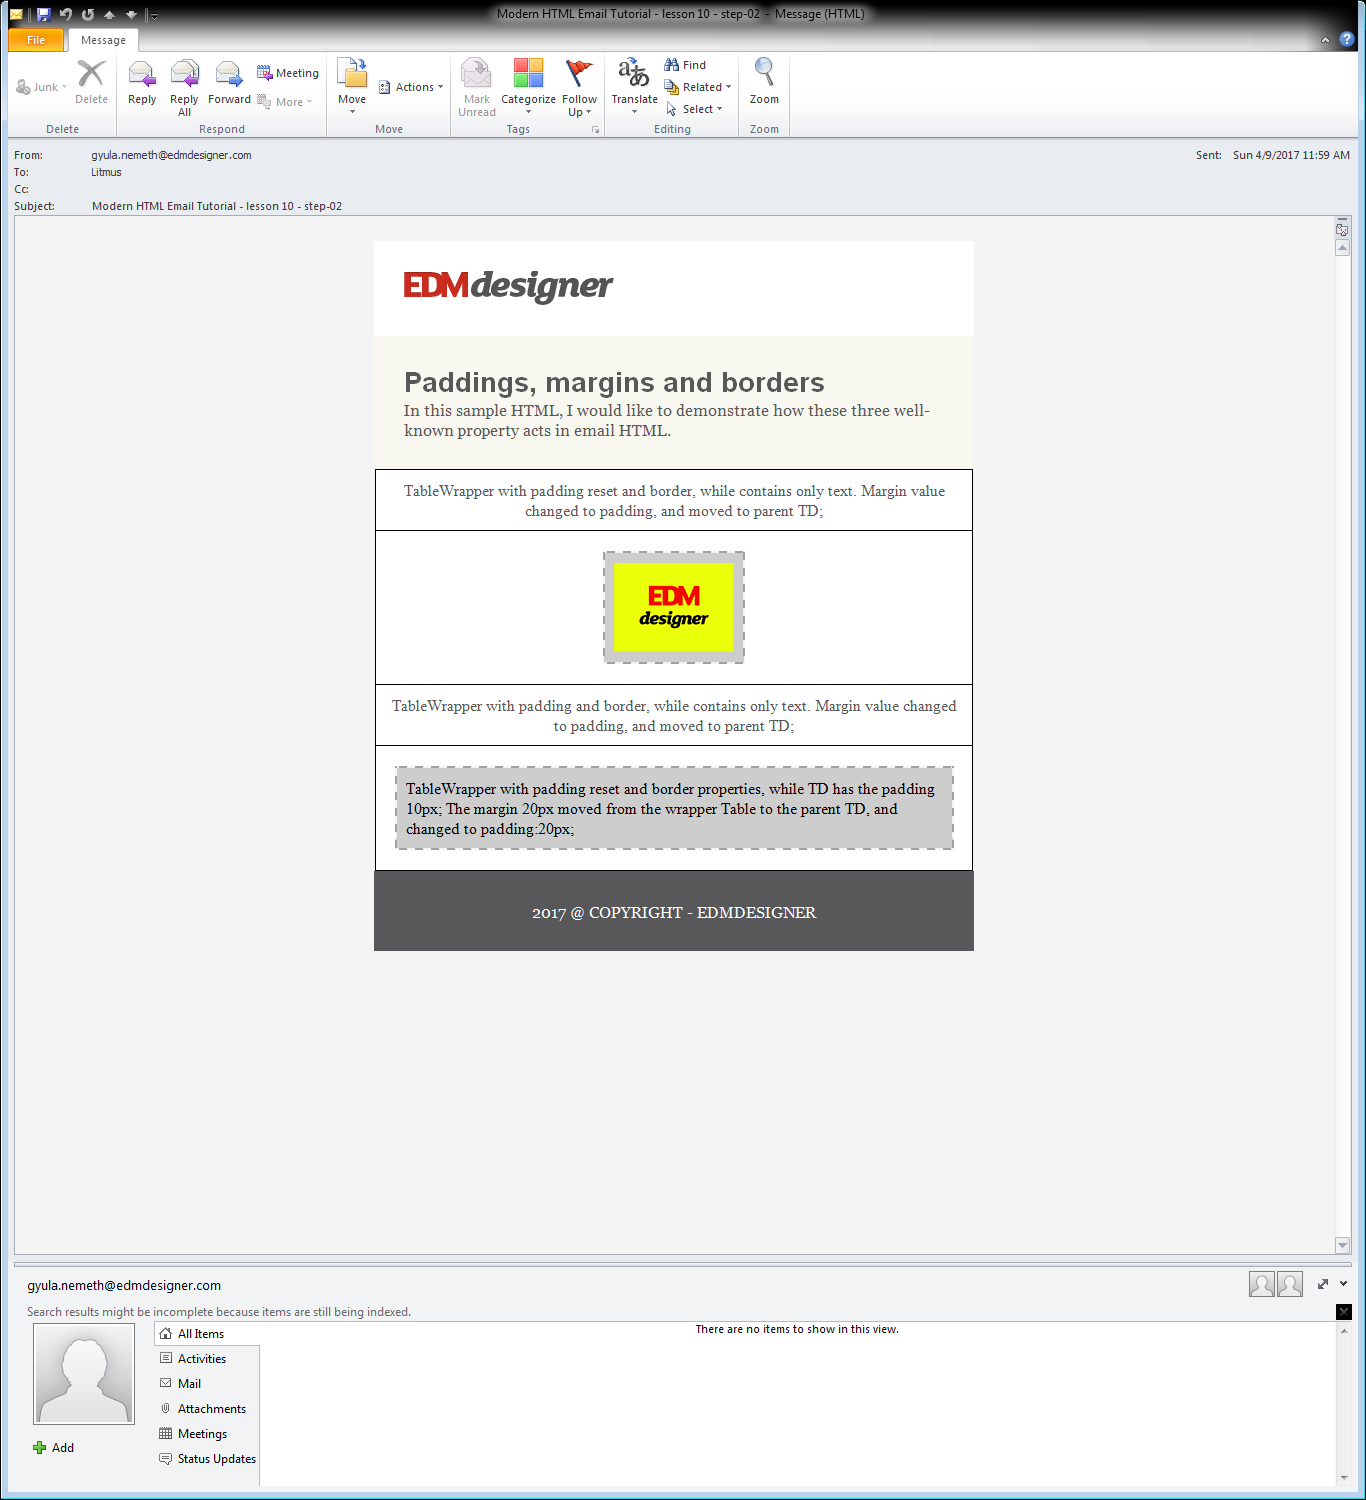 Modern HTML Email Tutorial - lesson 10 - step-02 - Message (HTML)
File
Message
Junk
Delete
Delete
Reply
Reply All
Forward
Meeting
More
Respond
Move
Actions
Move
Mark Unread
Categorize
Follow Up
Tags
Translate
Find
Related
Select
Editing
Zoom
Zoom
From: gyula.nemeth@edmdesigner.com
Sent: Sun 4/9/2017 11:59 AM
To: Litmus
Cc:
Subject: Modern HTML Email Tutorial - lesson 10 - step-02
EDMdesigner
Paddings, margins and borders
In this sample HTML, I would like to demonstrate how these three well-
known property acts in email HTML.
TableWrapper with padding reset and border, while contains only text. Margin value
changed to padding, and moved to parent TD;
EDM
designer
TableWrapper with padding and border, while contains only text. Margin value changed
to padding, and moved to parent TD;
TableWrapper with padding reset and border properties, while TD has the padding
10px; The margin 20px moved from the wrapper Table to the parent TD, and
changed to padding:20px;
2017 @ COPYRIGHT - EDMDESIGNER
gyula.nemeth@edmdesigner.com
Search results might be incomplete because items are still being indexed.
All Items
There are no items to show in this view.
Activities
Mail
Attachments
Meetings
Status Updates
Add